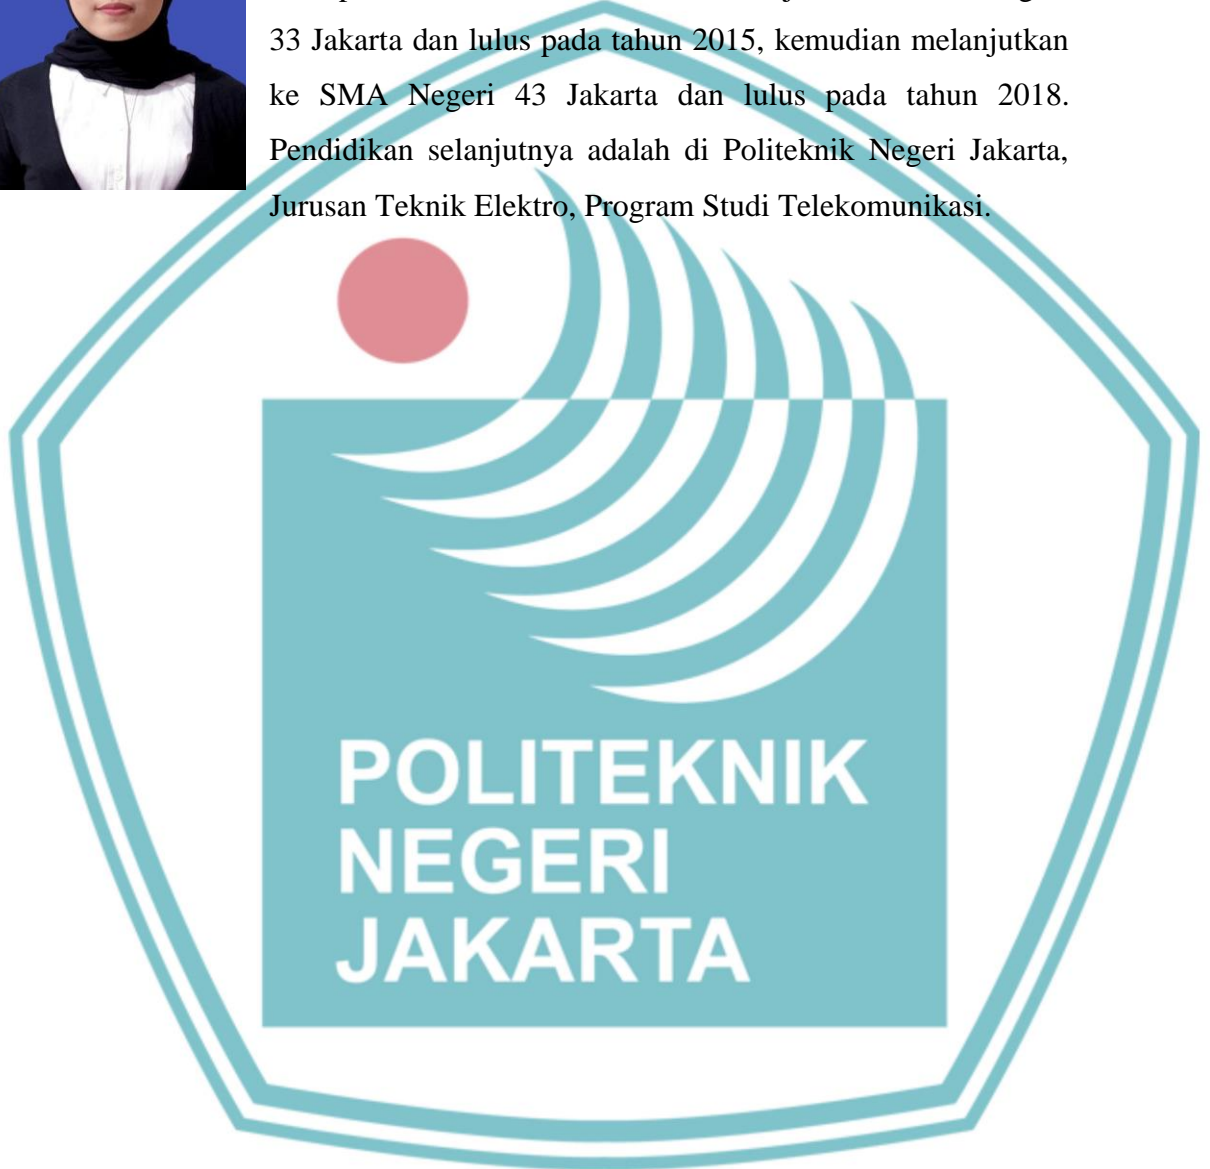 33 Jakarta dan lulus pada tahun 2015, kemudian melanjutkan
ke SMA Negeri 43 Jakarta dan lulus pada tahun 2018.
Pendidikan selanjutnya adalah di Politeknik Negeri Jakarta,
Jurusan Teknik Elektro, Program Studi Telekomunikasi.
POLITEKNIK
NEGERI
JAKARTA